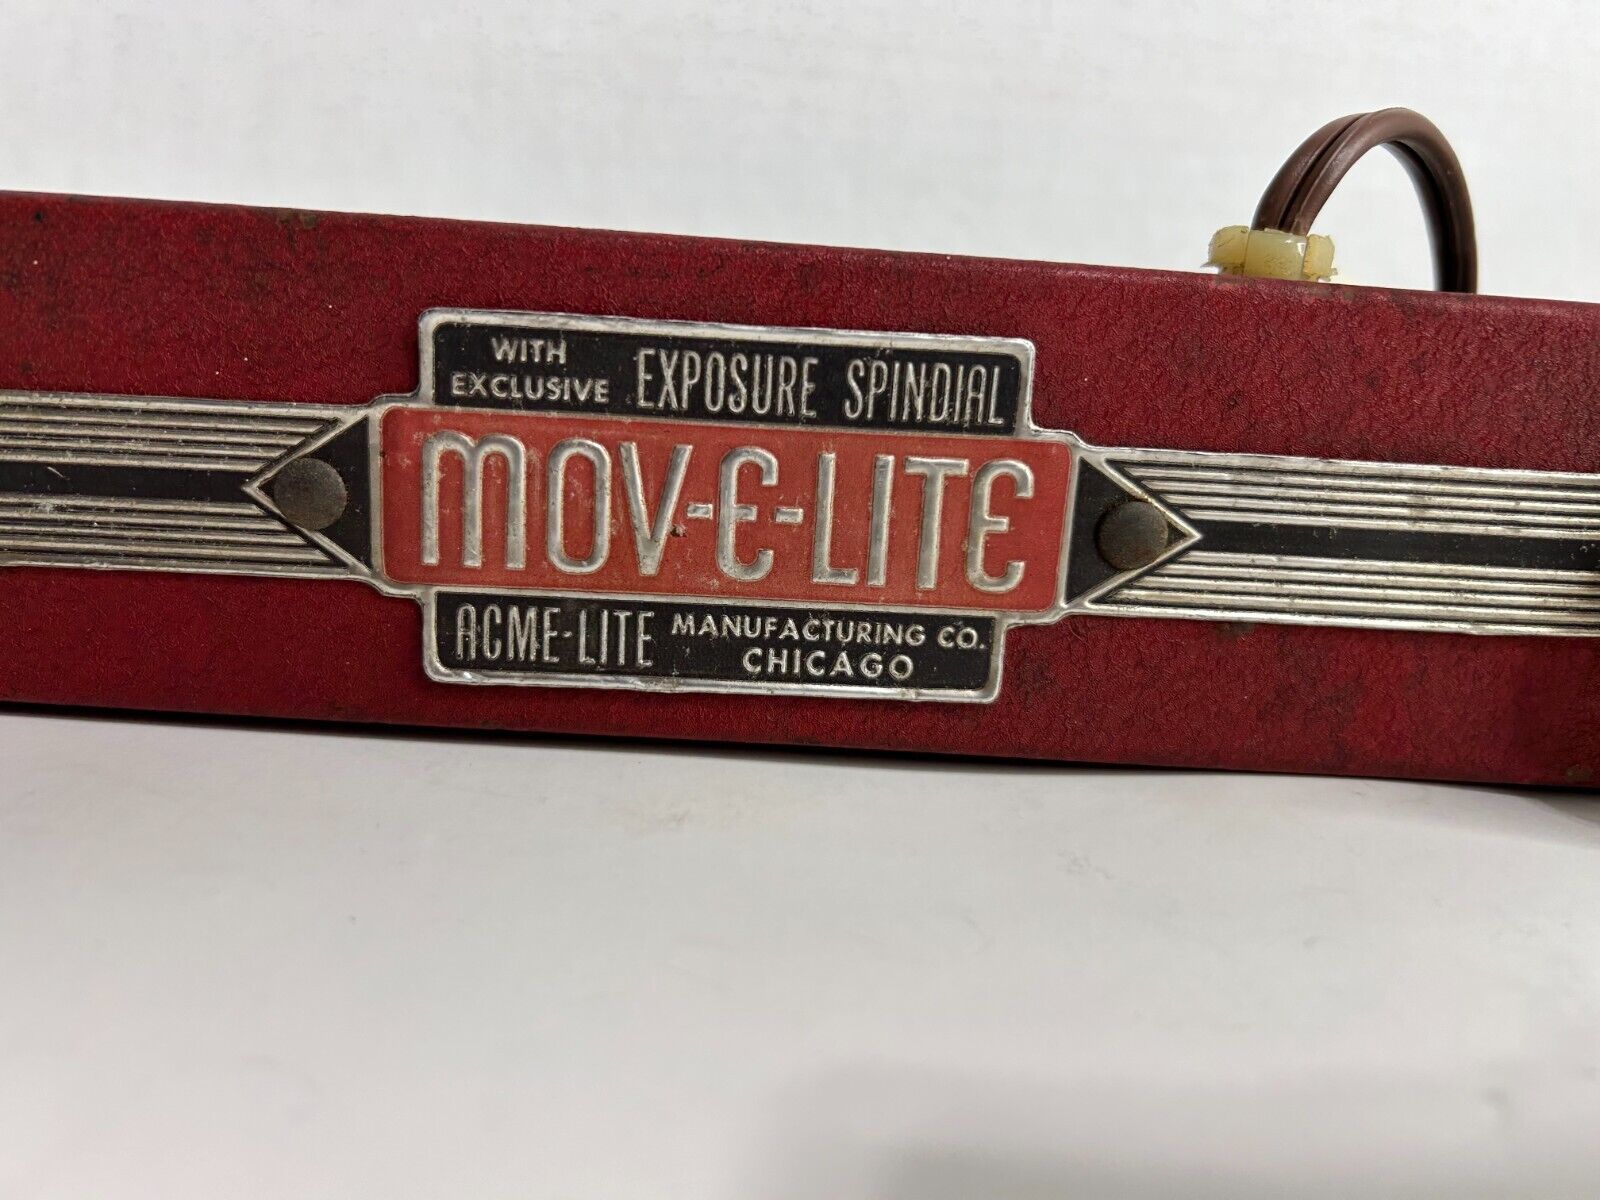 WITH
EXCLUSIVE EXPOSURE SPINDIAL
MOV-E-LITE
ACME-LITE MANUFACTURING CO.
CHICAGO